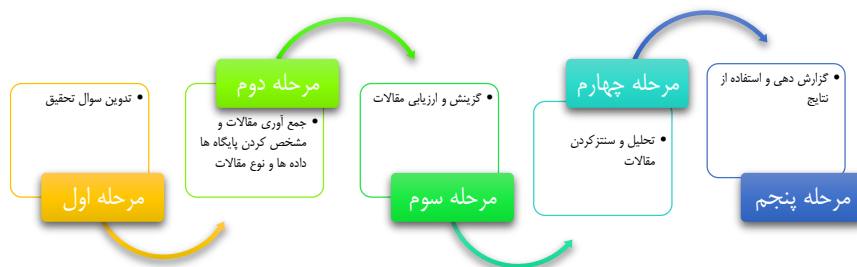 • تدوین سوال تحقیق
مرحله اول
مرحله دوم
• جمع آوری مقالات و
مشخص کردن پایگاه ها
داده ها و نوع مقالات
• گزینش و ارزیابی مقالات
مرحله سوم
مرحله چهارم
• تحلیل و سنتزکردن
مقالات
• گزارش دهی و استفاده از
نتایج
مرحله پنجم